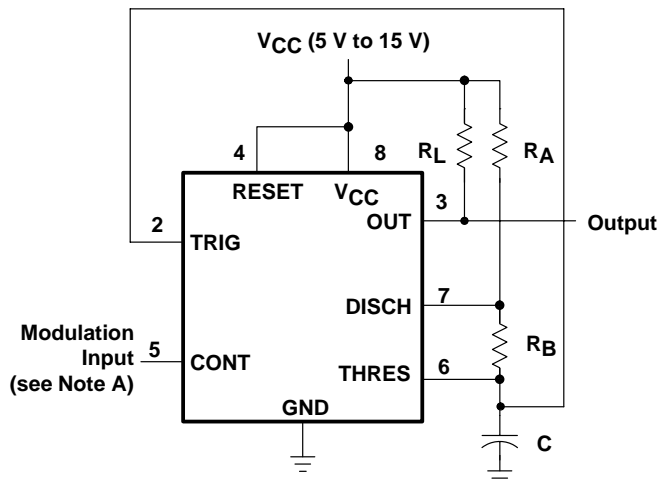 VCC (5 V to 15 V)
4
8
RL
RA
RESET
VCC
3
2
OUT
Output
TRIG
7
DISCH
Modulation
Input
(see Note A)
5
CONT
RB
6
THRES
GND
C